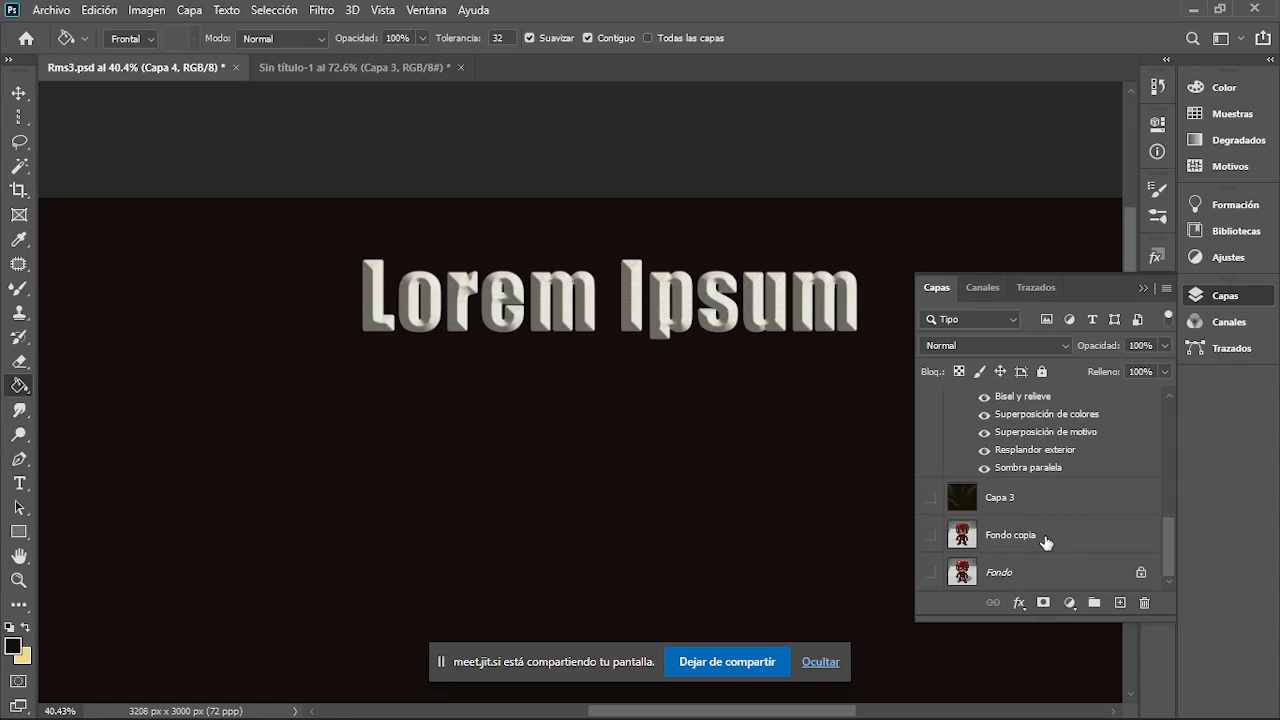 Ps Archivo Edición Imagen Capa Texto Selección Filtro 3D Vista Ventana Ayuda
Frontal Modo: Normal Opacidad: 100% Tolerancia: 32 Suavizar Contiguo Todas las capas
Rms3.psd al 40.4% (Capa 4, RGB/8) * × Sin título-1 al 72.6% (Capa 3, RGB/8#) * ×
Color
Muestras
Degradados
Motivos
Formación
Bibliotecas
Ajustes
Capas
Canales
Trazados
Lorem Ipsum
Capas Canales Trazados
Tipo
Normal Opacidad: 100%
Bloq.: Relleno: 100%
Bisel y relieve
Superposición de colores
Superposición de motivo
Resplandor exterior
Sombra paralela
Capa 3
Fondo copia
Fondo
fx
meet.jit.si está compartiendo tu pantalla. Dejar de compartir Ocultar
40.43% 3208 px x 3000 px (72 ppp)